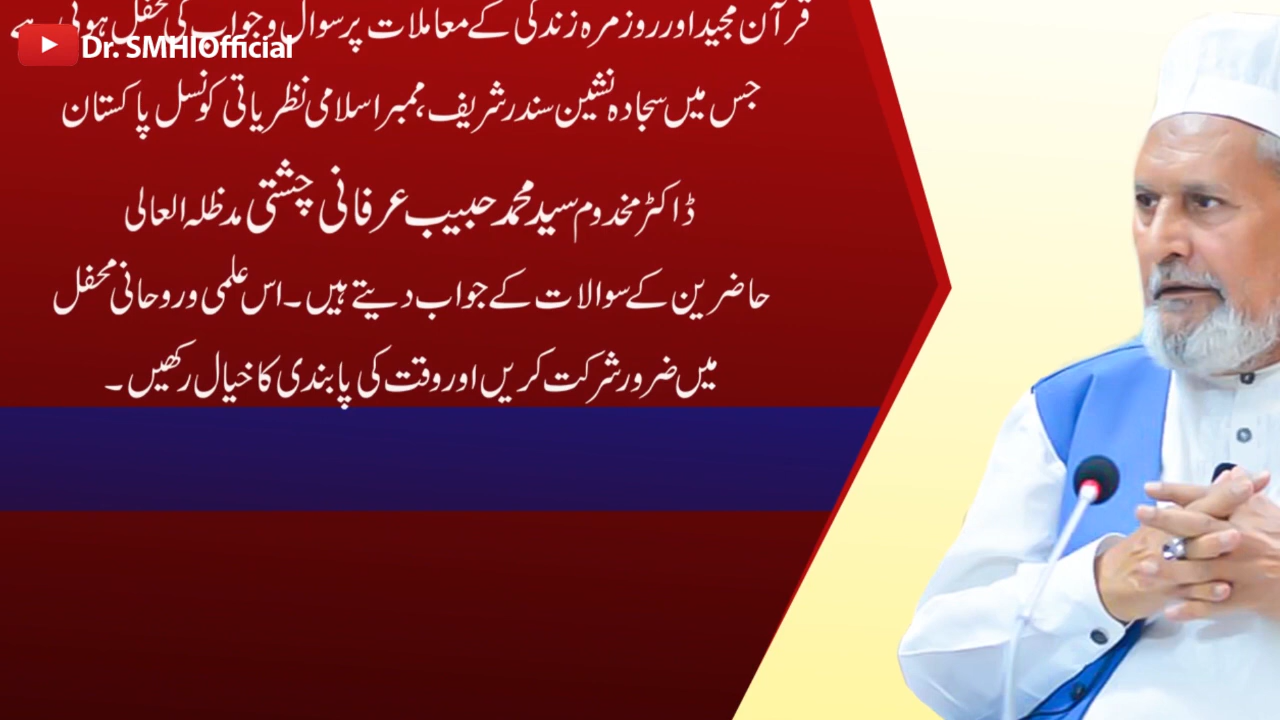 قرآن مجید اور روز مرہ زندگی کے معاملات پر سوال و جواب کی محفل ہوتی ہے
Dr. SMHIOfficial
جس میں سجادہ نشین سندر شریف، ممبر اسلامی نظریاتی کونسل پاکستان
ڈاکٹر مخدوم سید محمد حبیب عرفانی چشتی مدظلہ العالی
حاضرین کے سوالات کے جواب دیتے ہیں۔ اس علمی و روحانی محفل
میں ضرور شرکت کریں اور وقت کی پابندی کا خیال رکھیں۔